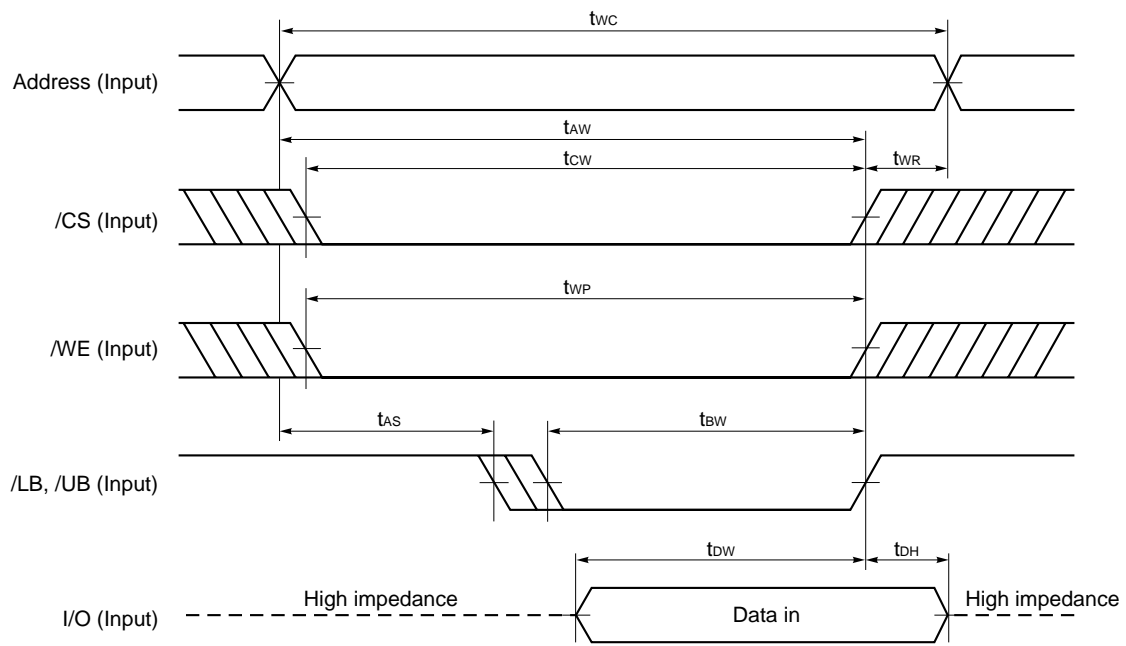 tWC
Address (Input)
tAW
tCW
tWR
/CS (Input)
tWP
/WE (Input)
tAS
tBW
/LB, /UB (Input)
tDW
tDH
High impedance
Data in
High impedance
I/O (Input)